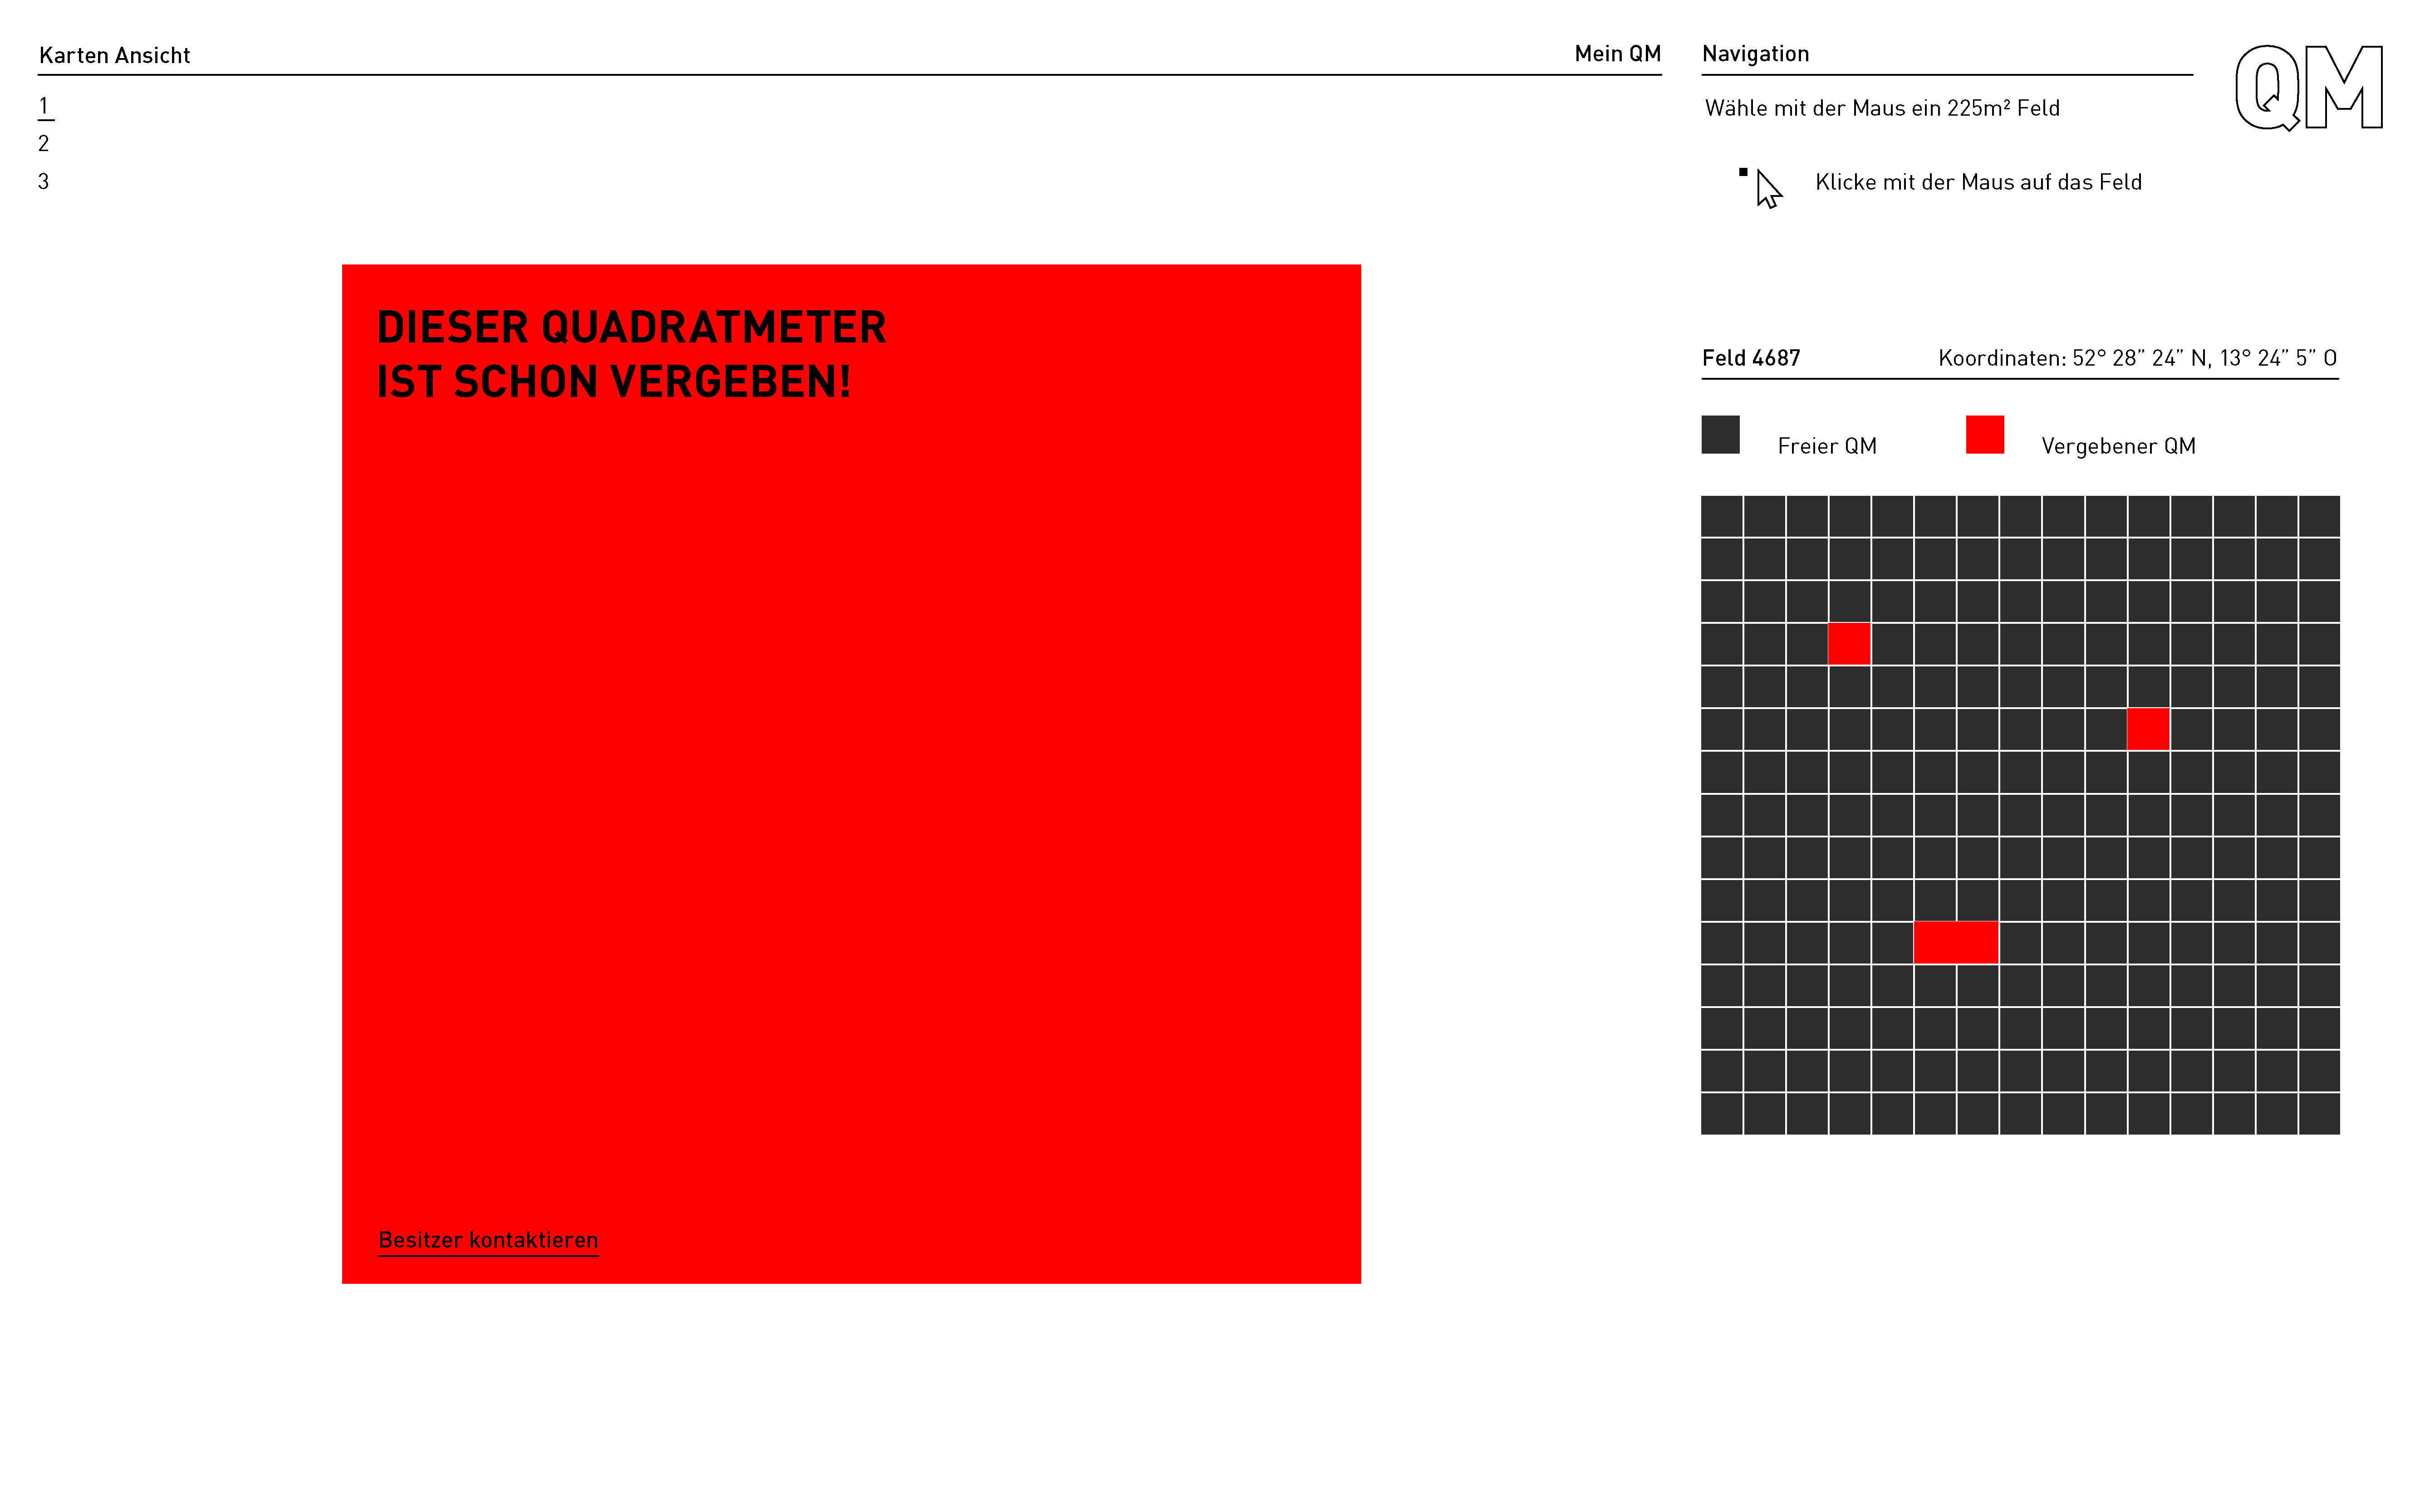 Karten Ansicht
Mein QM
1
2
3
DIESER QUADRATMETER
IST SCHON VERGEBEN!
Besitzer kontaktieren
Navigation
QM
Wähle mit der Maus ein 225m² Feld
Klicke mit der Maus auf das Feld
Feld 4687
Koordinaten: 52° 28” 24” N, 13° 24” 5” O
Freier QM
Vergebener QM